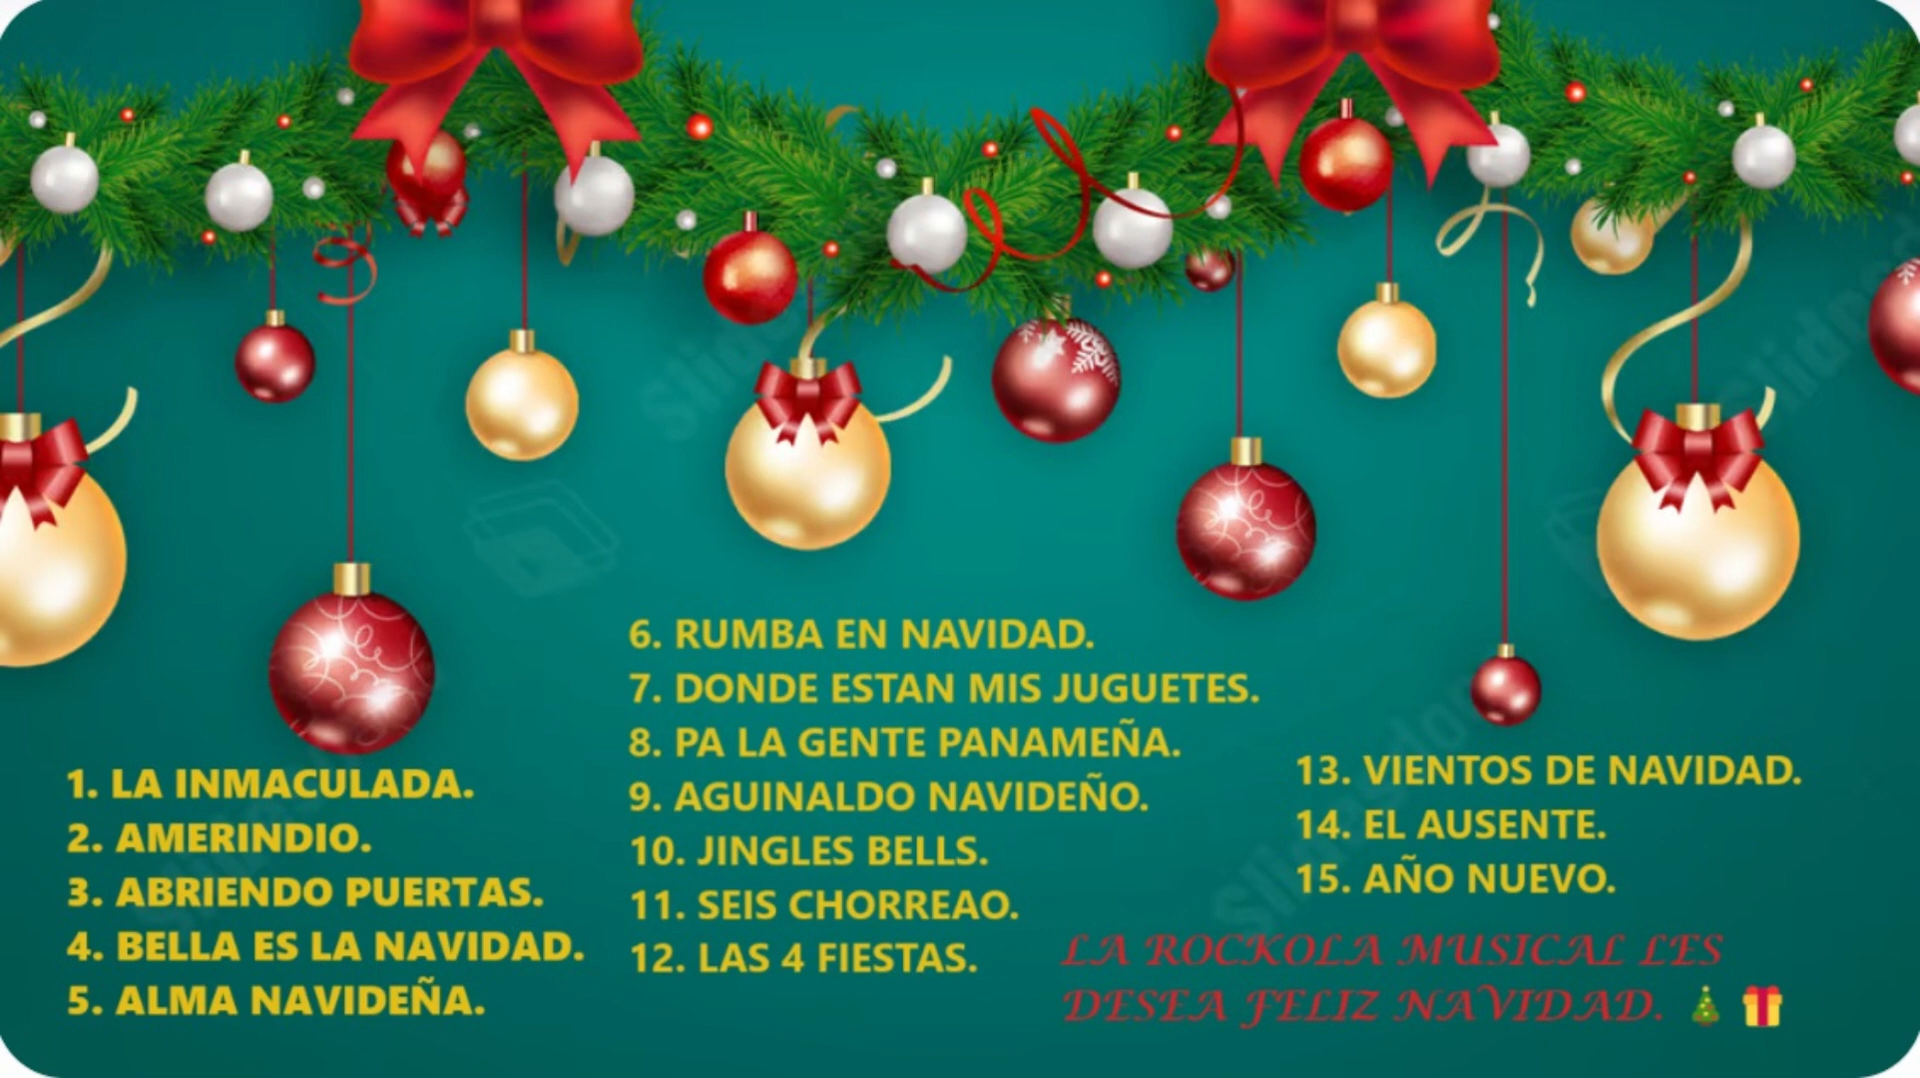 1. LA INMACULADA.
2. AMERINDIO.
3. ABRIENDO PUERTAS.
4. BELLA ES LA NAVIDAD.
5. ALMA NAVIDEÑA.
6. RUMBA EN NAVIDAD.
7. DONDE ESTAN MIS JUGUETES.
8. PA LA GENTE PANAMEÑA.
9. AGUINALDO NAVIDEÑO.
10. JINGLES BELLS.
11. SEIS CHORREAO.
12. LAS 4 FIESTAS.
13. VIENTOS DE NAVIDAD.
14. EL AUSENTE.
15. AÑO NUEVO.
LA ROCKOLA MUSICAL LES
DESEA FELIZ NAVIDAD. 🎄 🎁